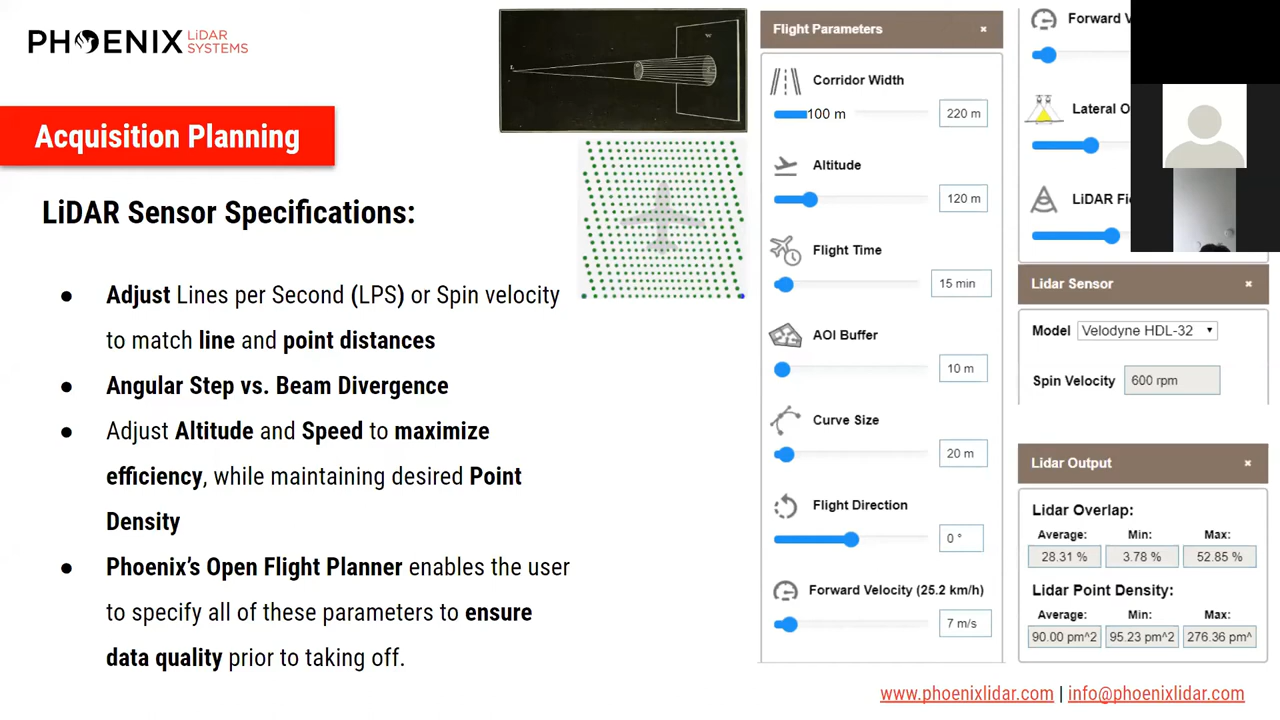 PHOENIX LiDAR SYSTEMS
Acquisition Planning
LiDAR Sensor Specifications:
● Adjust Lines per Second (LPS) or Spin velocity
to match line and point distances
● Angular Step vs. Beam Divergence
● Adjust Altitude and Speed to maximize
efficiency, while maintaining desired Point
Density
● Phoenix's Open Flight Planner enables the user
to specify all of these parameters to ensure
data quality prior to taking off.
Flight Parameters ×
Corridor Width
100 m 220 m
Altitude
120 m
Flight Time
15 min
AOI Buffer
10 m
Curve Size
20 m
Flight Direction
0 °
Forward Velocity (25.2 km/h)
7 m/s
Forward V
Lateral O
LiDAR Fi
Lidar Sensor ×
Model Velodyne HDL-32
Spin Velocity 600 rpm
Lidar Output ×
Lidar Overlap:
Average: Min: Max:
28.31 % 3.78 % 52.85 %
Lidar Point Density:
Average: Min: Max:
90.00 pm^2 95.23 pm^2 276.36 pm^
www.phoenixlidar.com | info@phoenixlidar.com